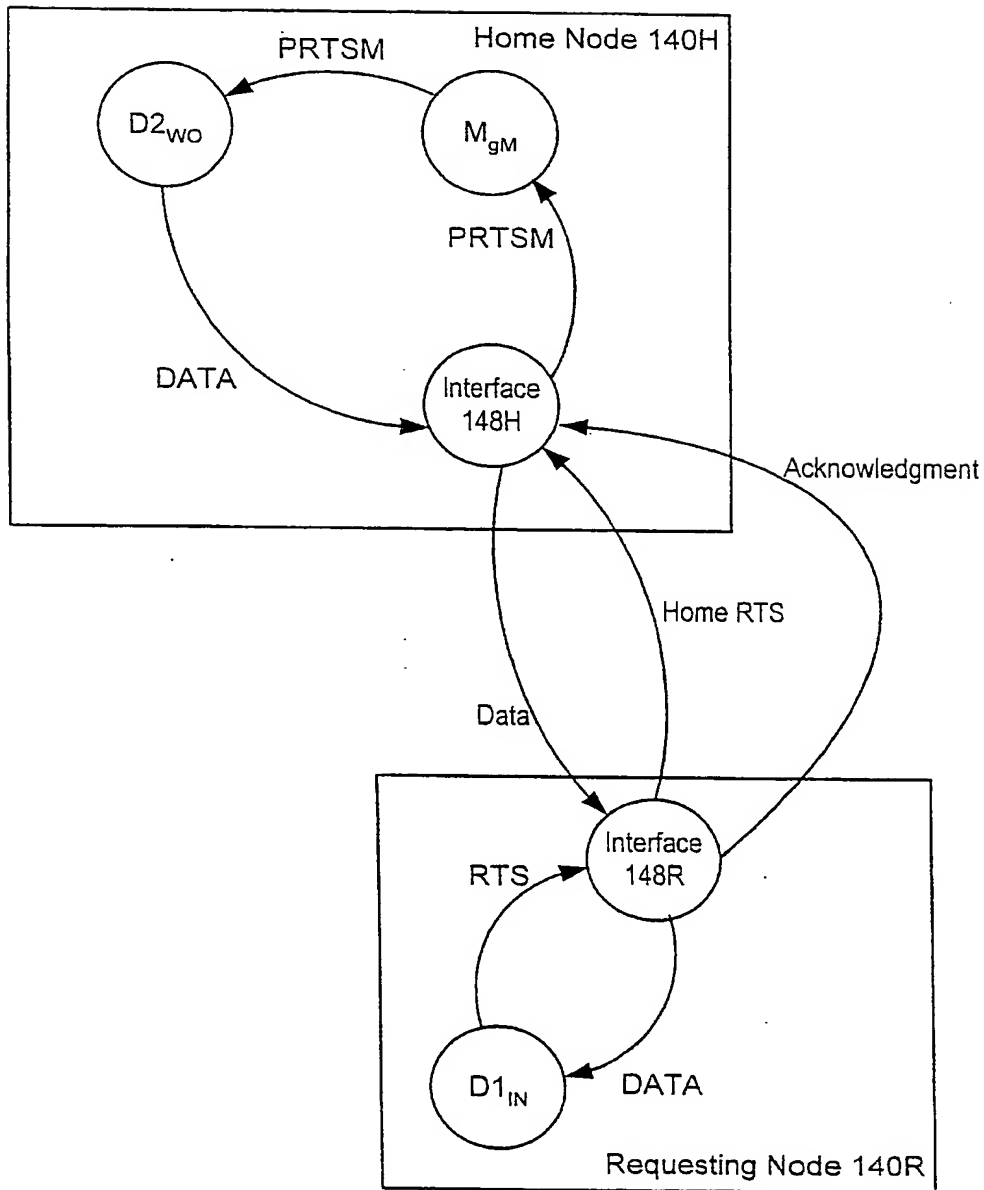 Home Node 140H
PRTSM
D2WO
MgM
PRTSM
DATA
Interface
148H
Acknowledgment
Home RTS
Data
Interface
148R
RTS
D1IN
DATA
Requesting Node 140R